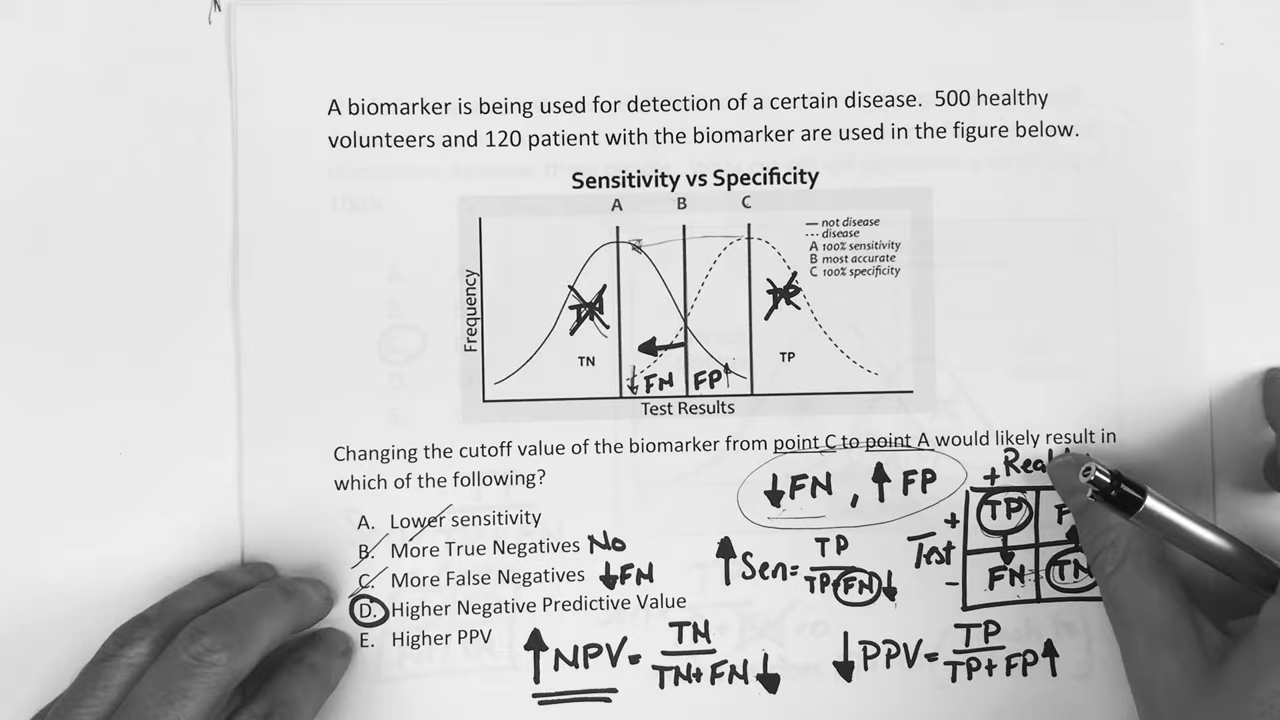 A biomarker is being used for detection of a certain disease. 500 healthy
volunteers and 120 patient with the biomarker are used in the figure below.
Sensitivity vs Specificity
A B C
not disease
disease
A 100% sensitivity
B most accurate
C 100% specificity
Frequency
TP
TN
TP
↓FN FP↑
Test Results
Changing the cutoff value of the biomarker from point C to point A would likely result in
which of the following?
↓FN, ↑FP
+
A. Lower sensitivity
B. More True Negatives No
C. More False Negatives ↓FN
D. Higher Negative Predictive Value
E. Higher PPV
↑Sen= TP
TP+FN↓
Test
+ TP
- FN TN
↑NPV= TN
TN+FN↓
↓PPV= TP
TP+FP↑